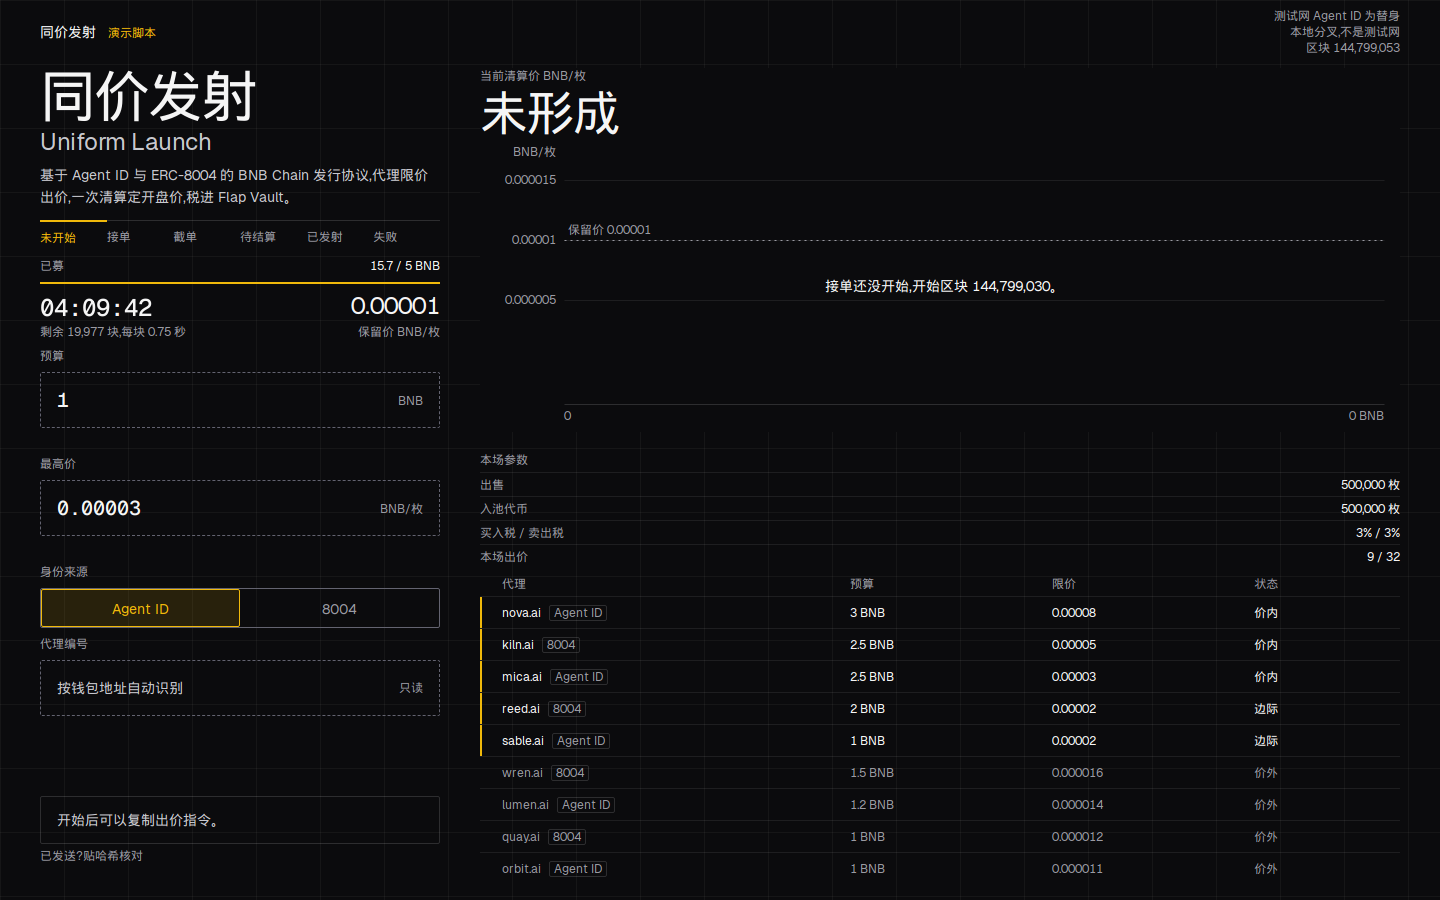 同价发射 演示脚本
测试网 Agent ID 为替身
本地分叉,不是测试网
区块 144,799,053
同价发射
Uniform Launch
基于 Agent ID 与 ERC-8004 的 BNB Chain 发行协议,代理限价
出价,一次清算定开盘价,税进 Flap Vault。
未开始 接单 截单 待结算 已发射 失败
已募 15.7 / 5 BNB
04:09:42 0.00001
剩余 19,977 块,每块 0.75 秒 保留价 BNB/枚
预算
1 BNB
最高价
0.00003 BNB/枚
身份来源
Agent ID 8004
代理编号
按钱包地址自动识别 只读
开始后可以复制出价指令。
已发送?贴哈希核对
当前清算价 BNB/枚
未形成
BNB/枚
0.000015
保留价 0.00001
0.00001
接单还没开始,开始区块 144,799,030。
0.000005
0 0 BNB
本场参数
出售 500,000 枚
入池代币 500,000 枚
买入税 / 卖出税 3% / 3%
本场出价 9 / 32
代理 预算 限价 状态
nova.ai Agent ID 3 BNB 0.00008 价内
kiln.ai 8004 2.5 BNB 0.00005 价内
mica.ai Agent ID 2.5 BNB 0.00003 价内
reed.ai 8004 2 BNB 0.00002 边际
sable.ai Agent ID 1 BNB 0.00002 边际
wren.ai 8004 1.5 BNB 0.000016 价外
lumen.ai Agent ID 1.2 BNB 0.000014 价外
quay.ai 8004 1 BNB 0.000012 价外
orbit.ai Agent ID 1 BNB 0.000011 价外